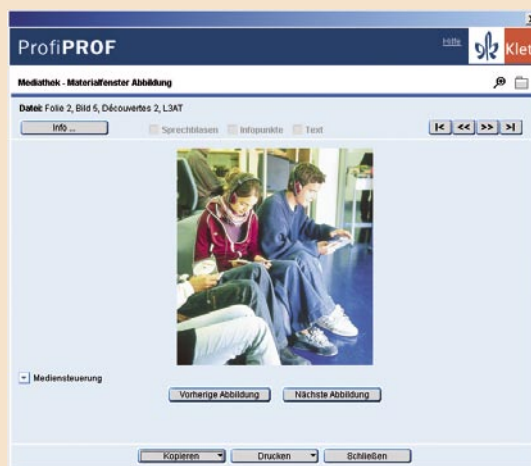 ProfiPROF
Hilfe
Klet
Mediathek - Materialfenster Abbildung
Datei: Folie 2, Bild 5, Découvertes 2, L3AT
Info ...
Sprechblasen Infopunkte Text
|< << >> >|
Mediensteuerung
Vorherige Abbildung Nächste Abbildung
Kopieren Drucken Schließen